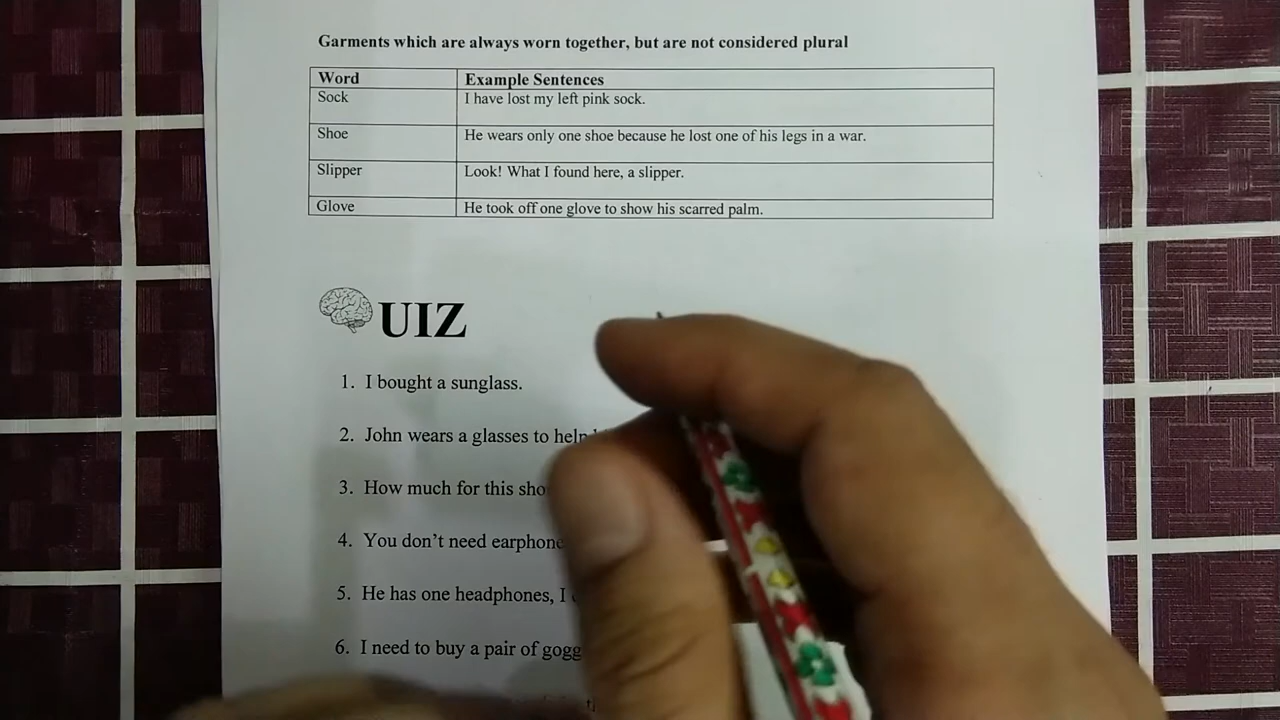 Garments which are always worn together, but are not considered plural
Word Example Sentences
Sock I have lost my left pink sock.
Shoe He wears only one shoe because he lost one of his legs in a war.
Slipper Look! What I found here, a slipper.
Glove He took off one glove to show his scarred palm.
UIZ
1. I bought a sunglass.
2. John wears a glasses to help
3. How much for this
4. You don't need
5. He has one headphones, I
6. I need to buy a pair of